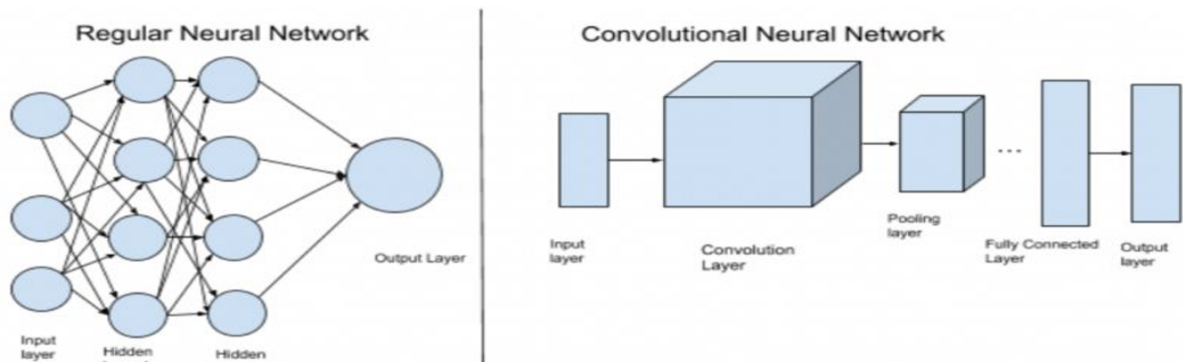 Regular Neural Network
Convolutional Neural Network
Output Layer
Input
layer
Hidden
Hidden
Input
layer
Convolution
Layer
Pooling
layer
...
Fully Connected
Layer
Output
layer